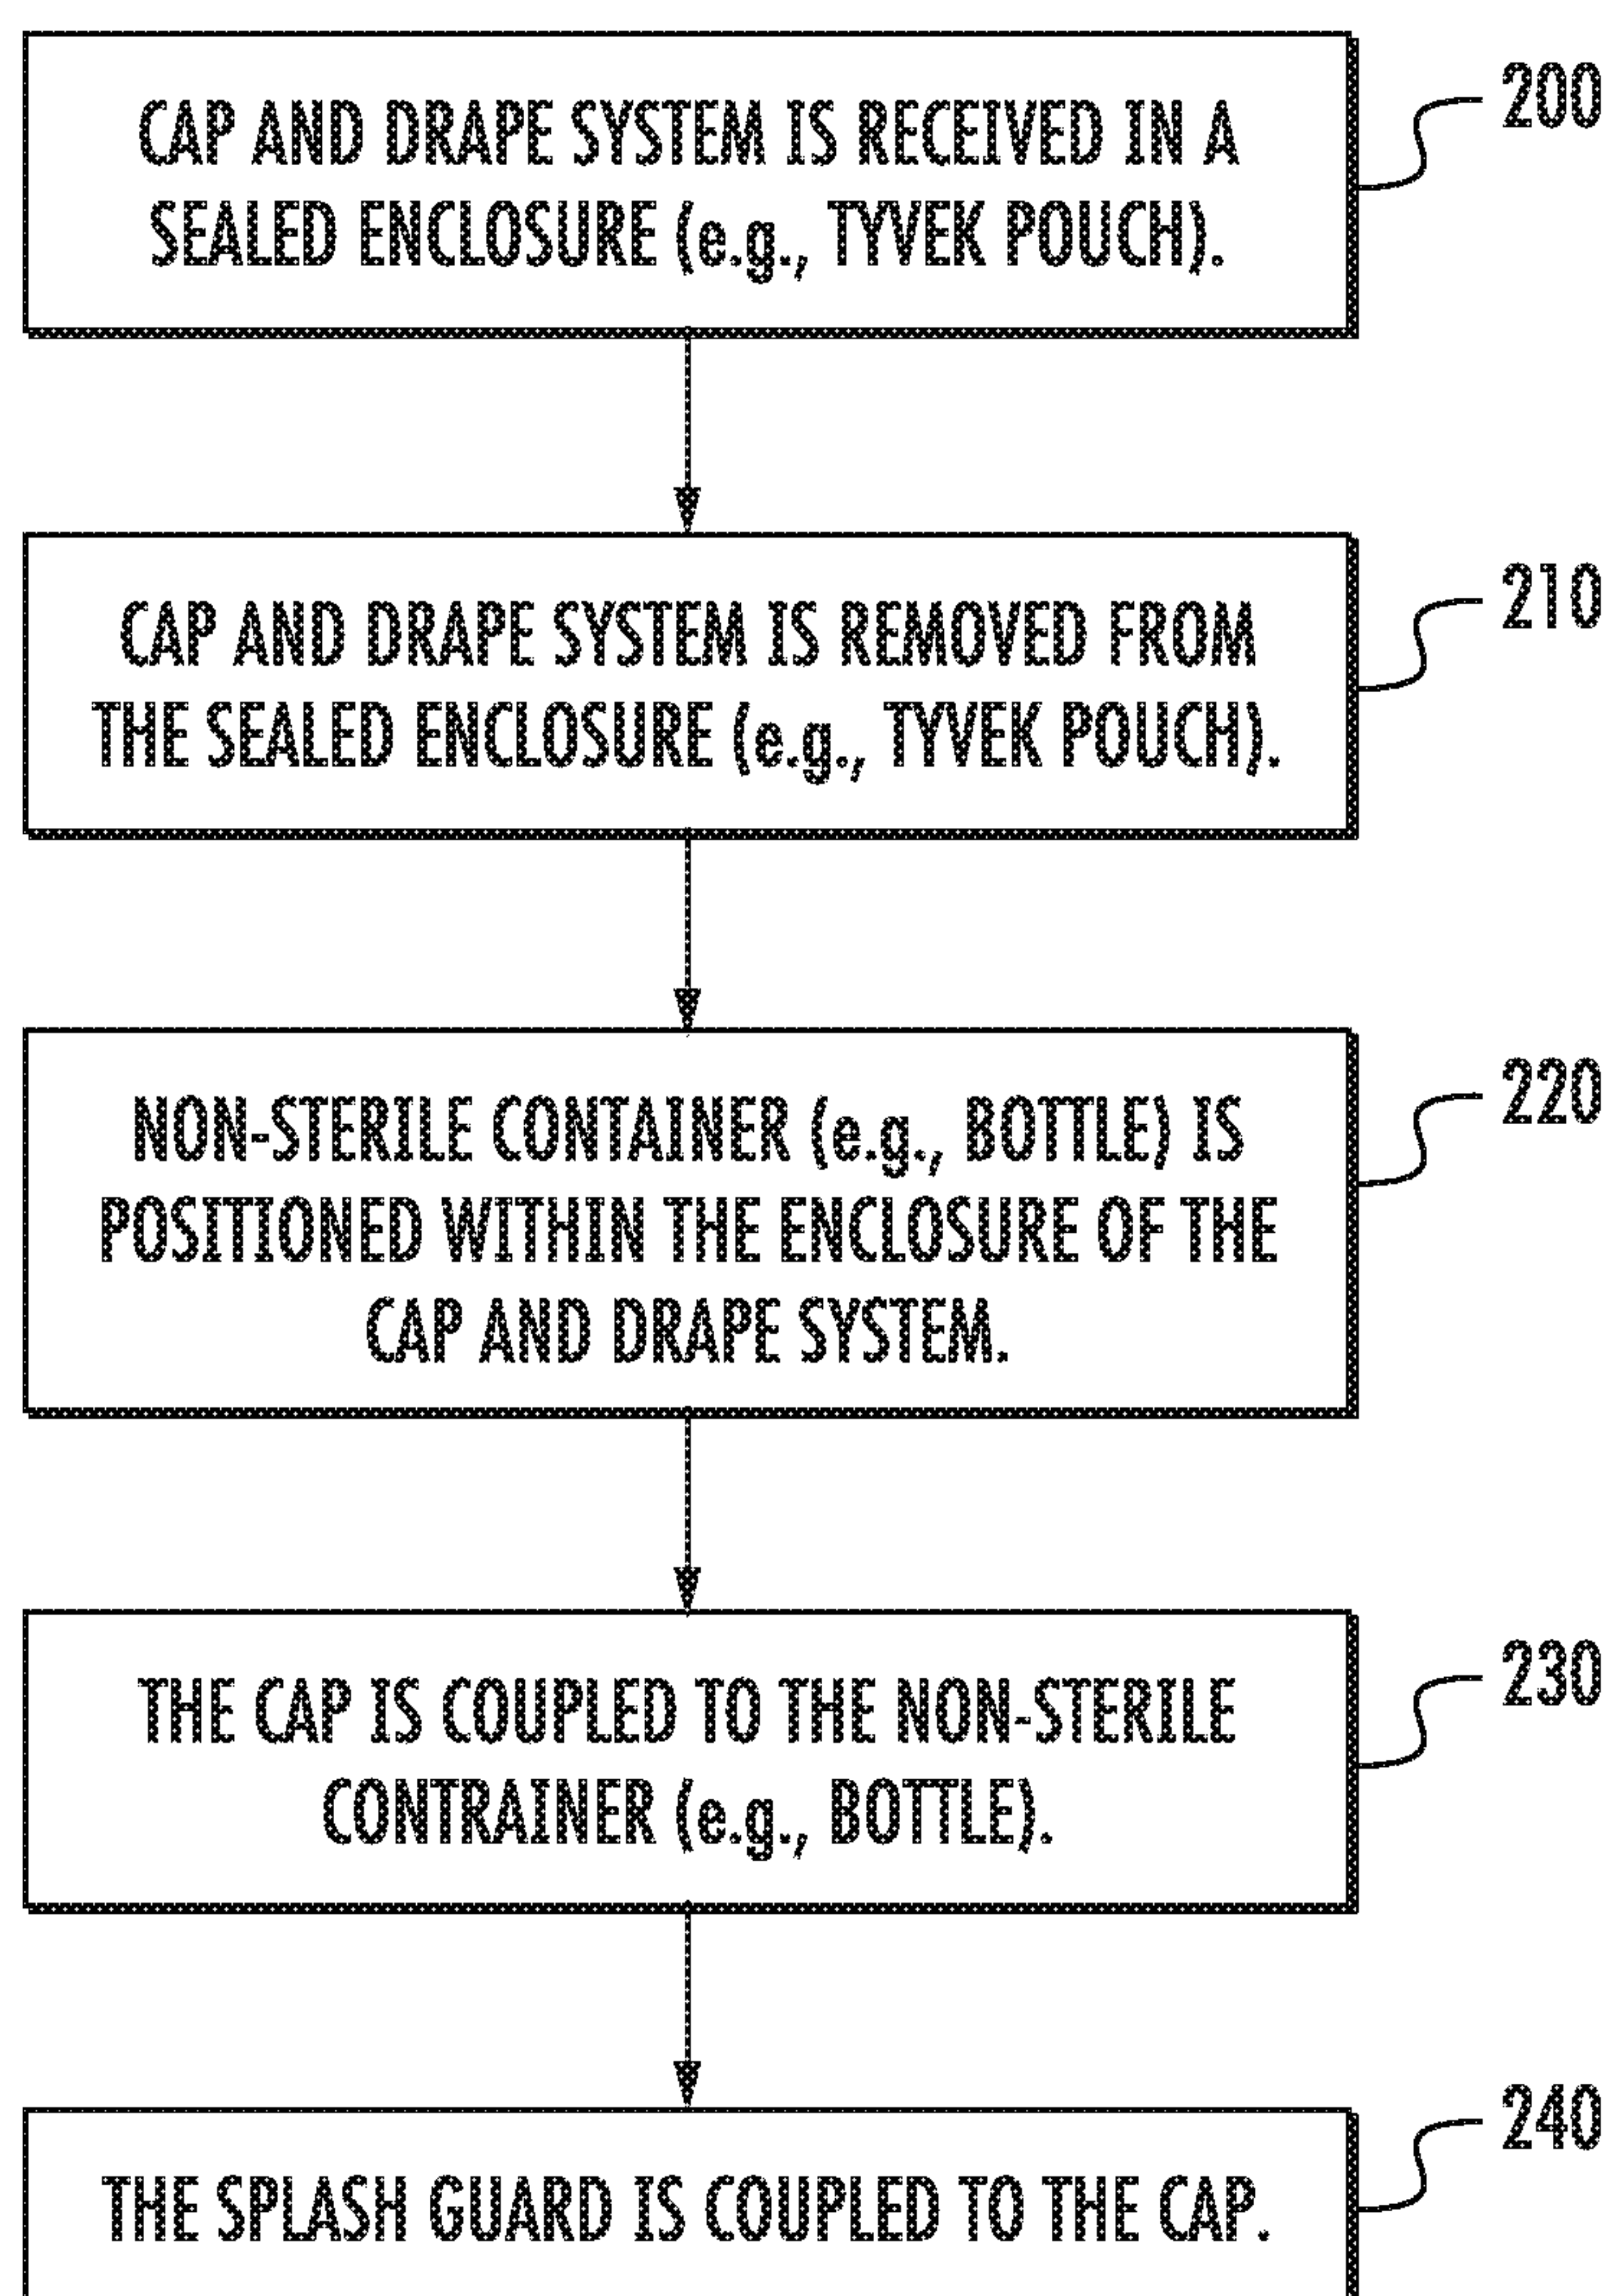 CAP AND DRAPE SYSTEM IS RECEIVED IN A
SEALED ENCLOSURE (e.g., TYVEK POUCH).
200
CAP AND DRAPE SYSTEM IS REMOVED FROM
THE SEALED ENCLOSURE (e.g., TYVEK POUCH).
210
NON-STERILE CONTAINER (e.g., BOTTLE) IS
POSITIONED WITHIN THE ENCLOSURE OF THE
CAP AND DRAPE SYSTEM.
220
THE CAP IS COUPLED TO THE NON-STERILE
CONTRAINER (e.g., BOTTLE).
230
THE SPLASH GUARD IS COUPLED TO THE CAP.
240